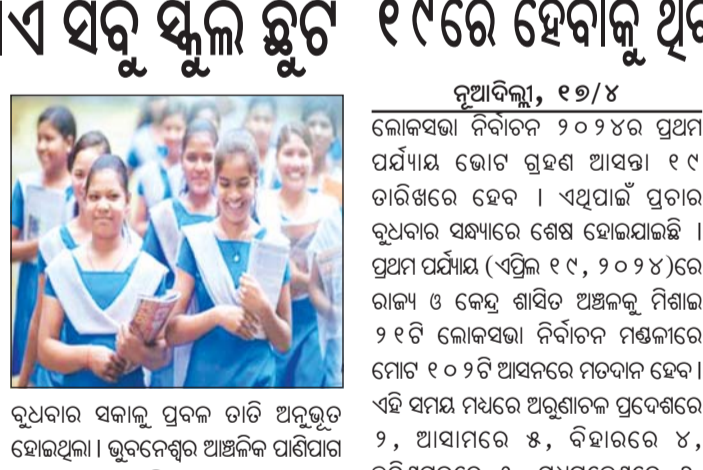 ସବୁ ସ୍କୁଲ ଛୁଟି
ବୁଧବାର ସକାଳୁ ପ୍ରବଳ ତାତି ଅନୁଭୂତ
ହୋଇଥିଲା । ଭୁବନେଶ୍ୱର ଆଞ୍ଚଳିକ ପାଣିପାଗ
୧୯ରେ ହେବାକୁ
ନୂଆଦିଲ୍ଲୀ, ୧୭/୪
ଲୋକସଭା ନିର୍ବାଚନ ୨୦୨୪ର ପ୍ରଥମ
ପର୍ଯ୍ୟାୟ ଭୋଟ ଗ୍ରହଣ ଆସନ୍ତା ୧୯
ତାରିଖରେ ହେବ । ଏଥିପାଇଁ ପ୍ରଚାର
ବୁଧବାର ସନ୍ଧ୍ୟାରେ ଶେଷ ହୋଇଯାଇଛି ।
ପ୍ରଥମ ପର୍ଯ୍ୟାୟ (ଏପ୍ରିଲ ୧୯, ୨୦୨୪)ରେ
ରାଜ୍ୟ ଓ କେନ୍ଦ୍ର ଶାସିତ ଅଞ୍ଚଳକୁ ମିଶାଇ
୨୧ଟି ଲୋକସଭା ନିର୍ବାଚନ ମଣ୍ଡଳୀରେ
ମୋଟ ୧୦୨ଟି ଆସନରେ ମତଦାନ ହେବ ।
ଏହି ସମୟ ମଧ୍ୟରେ ଅରୁଣାଚଳ ପ୍ରଦେଶରେ
୨, ଆସାମରେ ୫, ବିହାରରେ ୪,